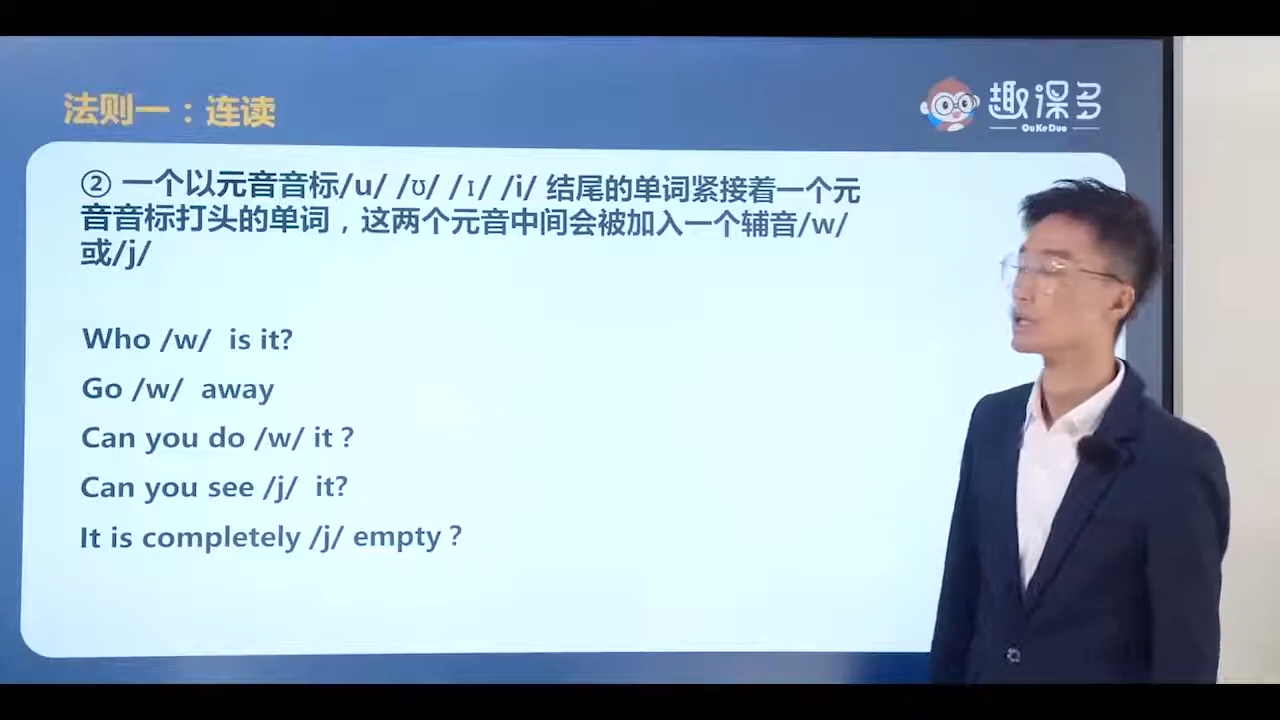 法则一：连读
趣课多
QuKeDuo
② 一个以元音音标/u/ /ʊ/ /ɪ/ /i/ 结尾的单词紧接着一个元
音音标打头的单词，这两个元音中间会被加入一个辅音/w/
或/j/
Who /w/ is it?
Go /w/ away
Can you do /w/ it？
Can you see /j/ it?
It is completely /j/ empty？